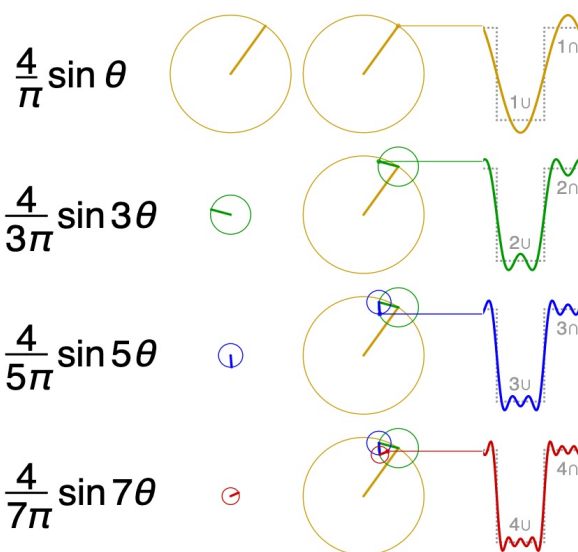 4/π sin θ
1∩
1∪
4/3π sin 3θ
2∩
2∪
4/5π sin 5θ
3∩
3∪
4/7π sin 7θ
4∩
4∪